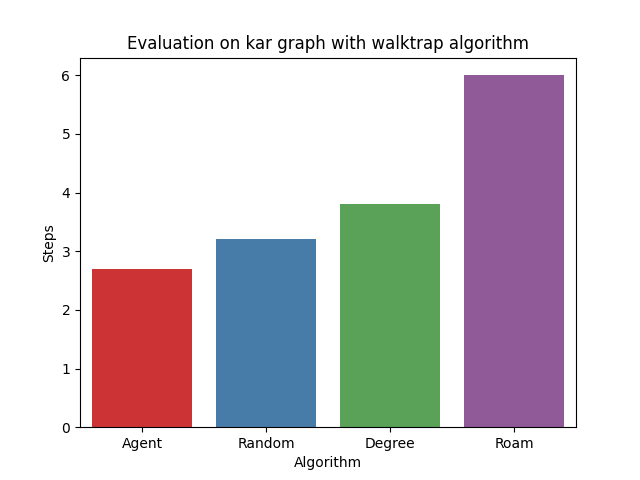 Evaluation on kar graph with walktrap algorithm
6
5
4
3
2
1
0
Steps
Agent Random Degree Roam
Algorithm